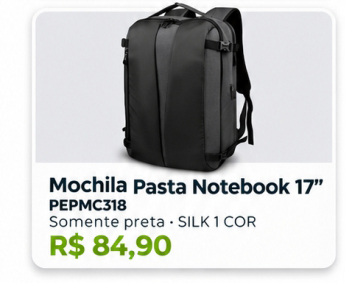 Mochila Pasta Notebook 17”
PEPMC318
Somente preta • SILK 1 COR
R$ 84,90